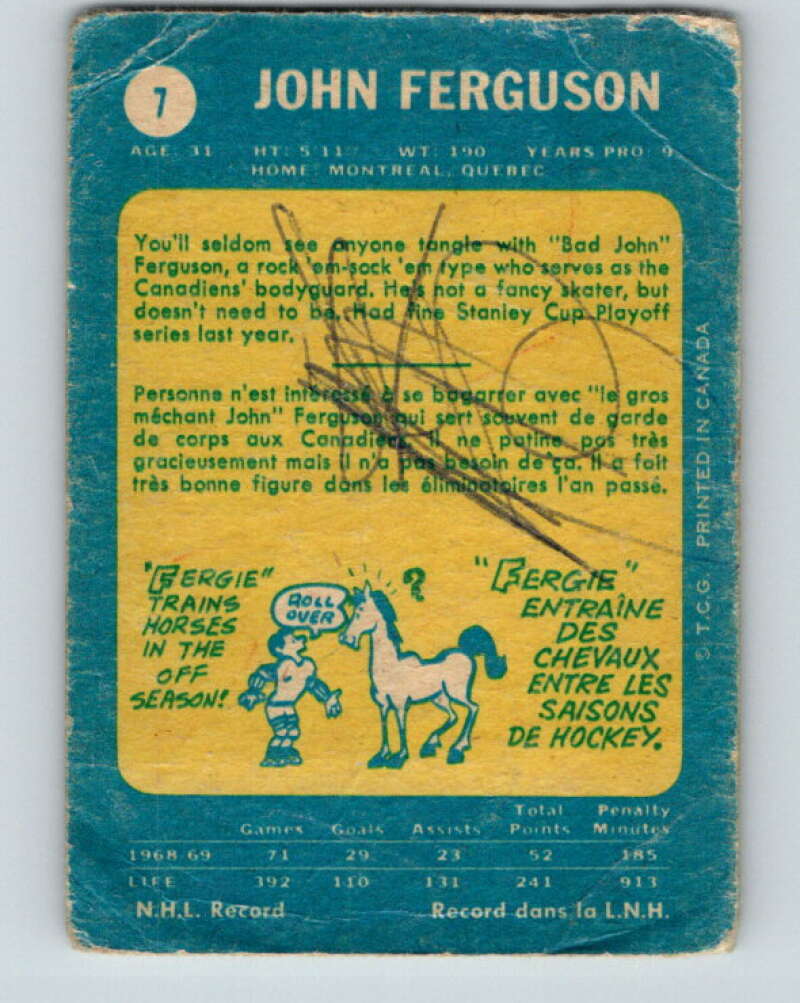 7
JOHN FERGUSON
AGE: 31 HT: 5'11" WT: 190 YEARS PRO: 9
HOME: MONTREAL, QUEBEC
You'll seldom see anyone tangle with "Bad John"
Ferguson, a rock 'em-sock 'em type who serves as the
Canadiens' bodyguard. He's not a fancy skater, but
doesn't need to be. Had fine Stanley Cup Playoff
series last year.
Personne n'est intéressé à se bagarrer avec "le gros
méchant John" Ferguson qui sert souvent de garde
de corps aux Canadiens. Il ne patine pas très
gracieusement mais il n'a pas besoin de ça. Il a fait
très bonne figure dans les éliminatoires l'an passé.
"FERGIE"
TRAINS
HORSES
IN THE
OFF
SEASON!
ROLL
OVER
?
"FERGIE"
ENTRAÎNE
DES
CHEVAUX
ENTRE LES
SAISONS
DE HOCKEY.
© T.C.G. PRINTED IN CANADA
Games Goals Assists Total Points Penalty Minutes
1968-69 71 29 23 52 185
LIFE 392 110 131 241 913
N.H.L. Record Record dans la L.N.H.